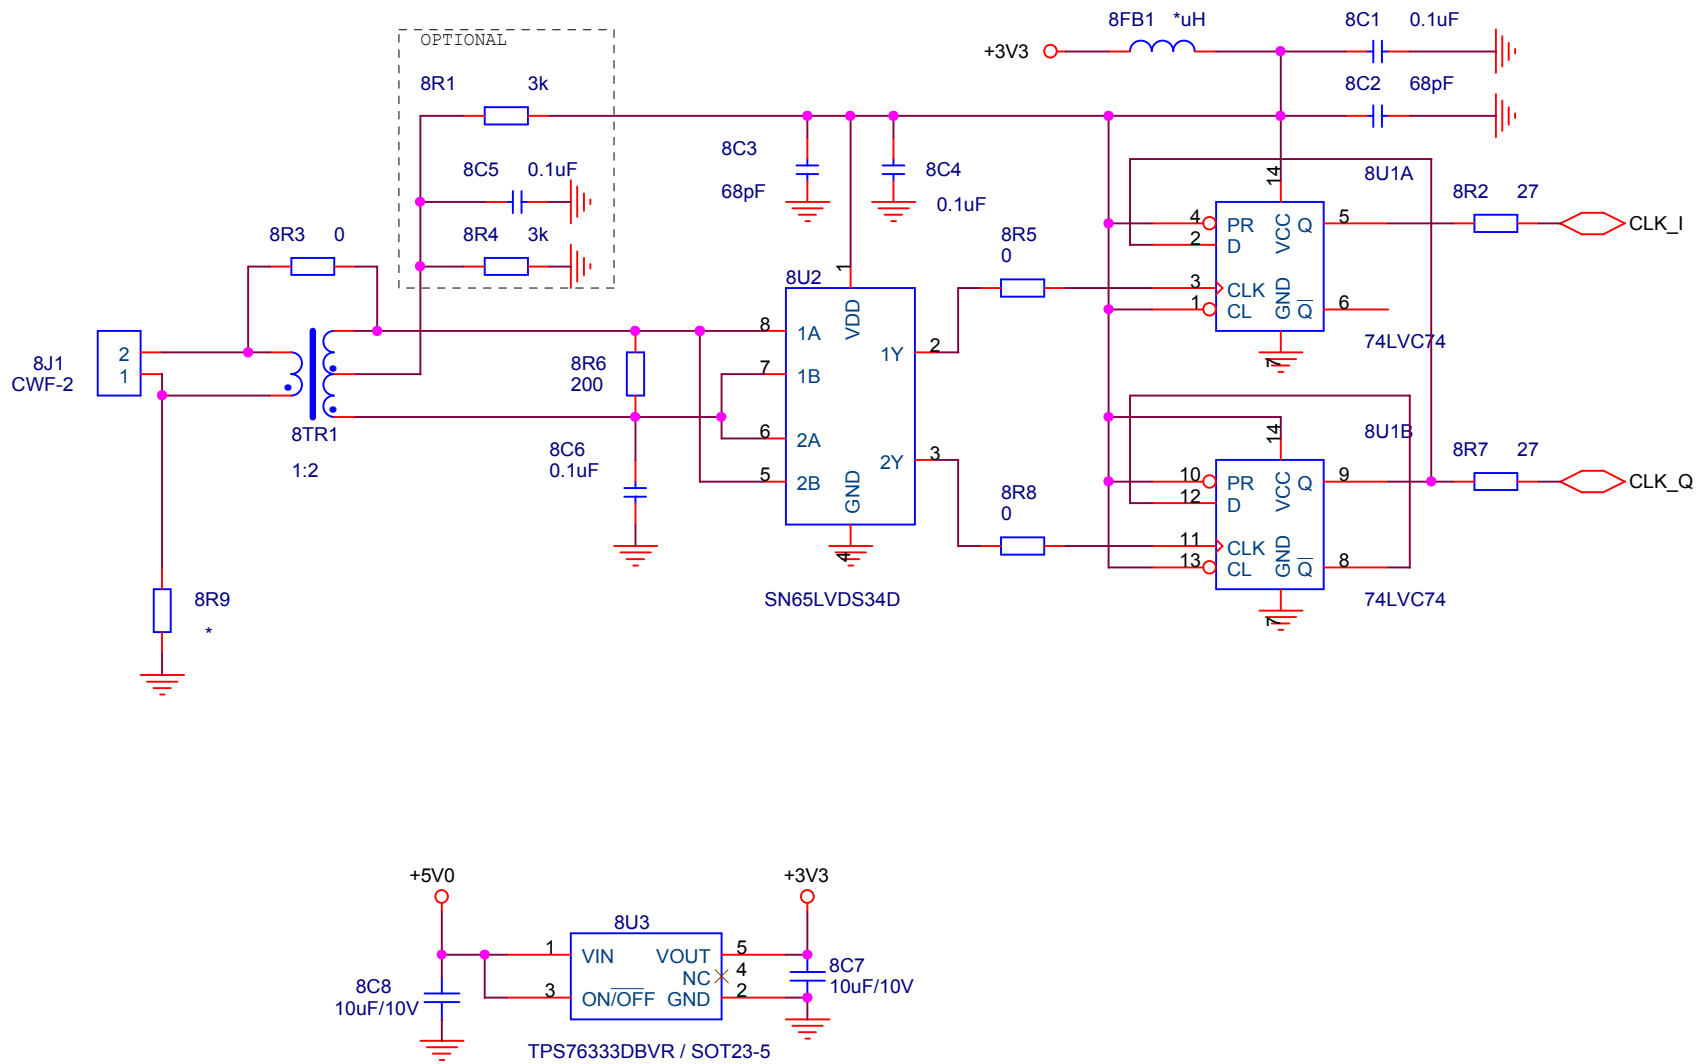 8FB1 *uH
8C1 0.1uF
+3V3
OPTIONAL
8R1 3k
8C2 68pF
8C5 0.1uF
8C3
68pF
8C4
0.1uF
14
8U1A
8R2 27
8R3 0
8R4 3k
8R5
0
4 PR VCC Q 5
2 D
CLK_I
3 CLK GND
1 CL Q 6
7
74LVC74
8U2
1
8 1A VDD
7 1B
6 2A
5 2B GND
1Y 2
2Y 3
4
SN65LVDS34D
8J1
CWF-2
2
1
8TR1
1:2
8R6
200
8C6
0.1uF
8R8
0
14
8U1B
8R7 27
10 PR VCC Q 9
12 D
CLK_Q
11 CLK GND
13 CL Q 8
7
74LVC74
8R9
*
+5V0
+3V3
8U3
1 VIN VOUT 5
NC 4
3 ON/OFF GND 2
8C8
10uF/10V
8C7
10uF/10V
TPS76333DBVR / SOT23-5